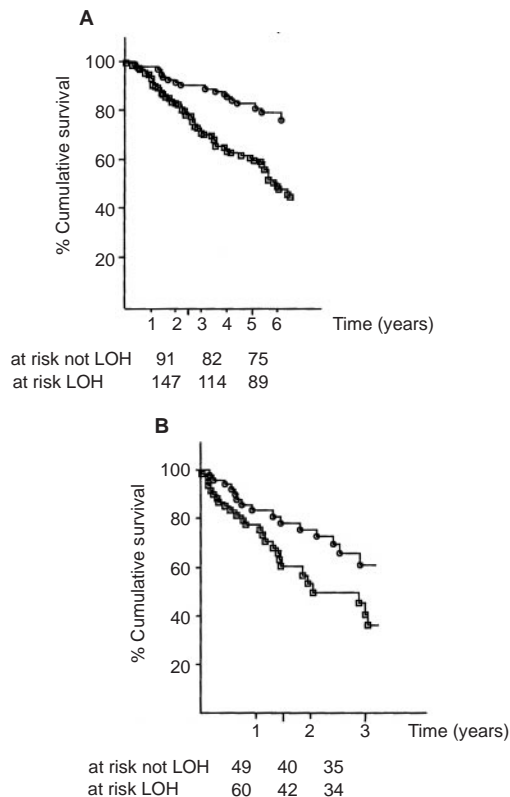 A
% Cumulative survival
100
80
60
40
20
1 2 3 4 5 6 Time (years)
at risk not LOH 91 82 75
at risk LOH 147 114 89
B
% Cumulative survival
100
80
60
40
20
1 2 3 Time (years)
at risk not LOH 49 40 35
at risk LOH 60 42 34